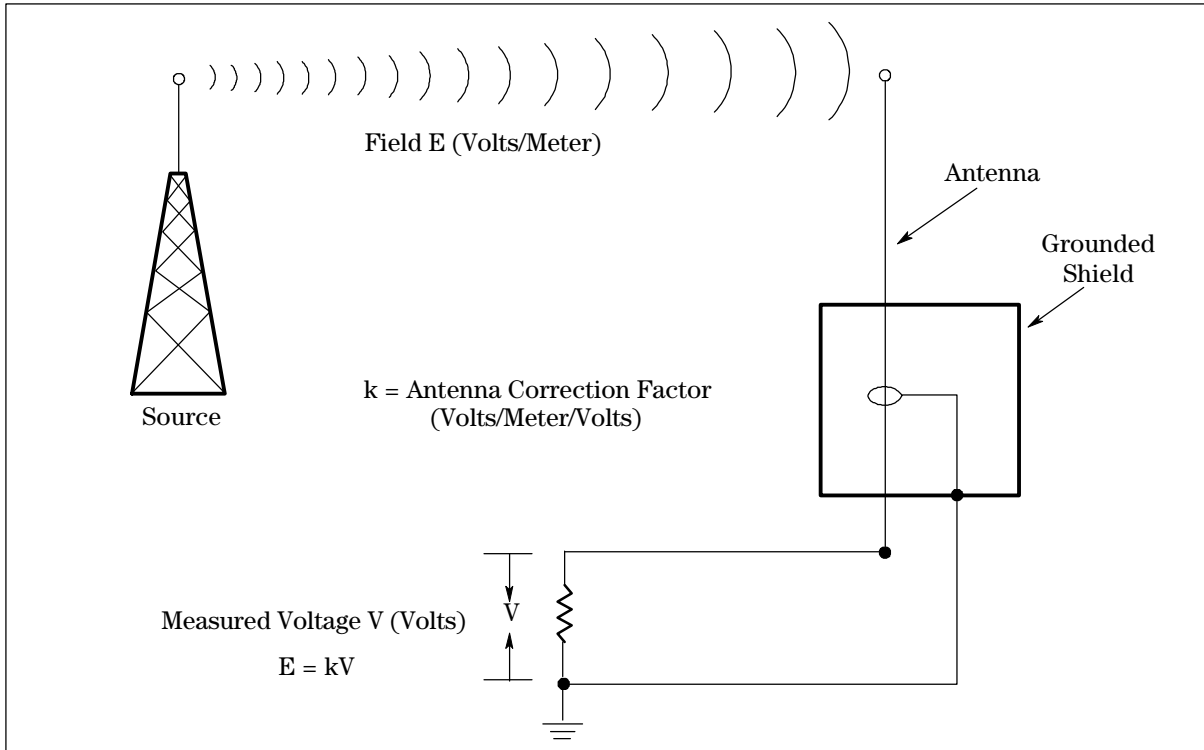 Field E (Volts/Meter)
Antenna
Grounded
Shield
Source
k = Antenna Correction Factor
(Volts/Meter/Volts)
V
Measured Voltage V (Volts)
E = kV